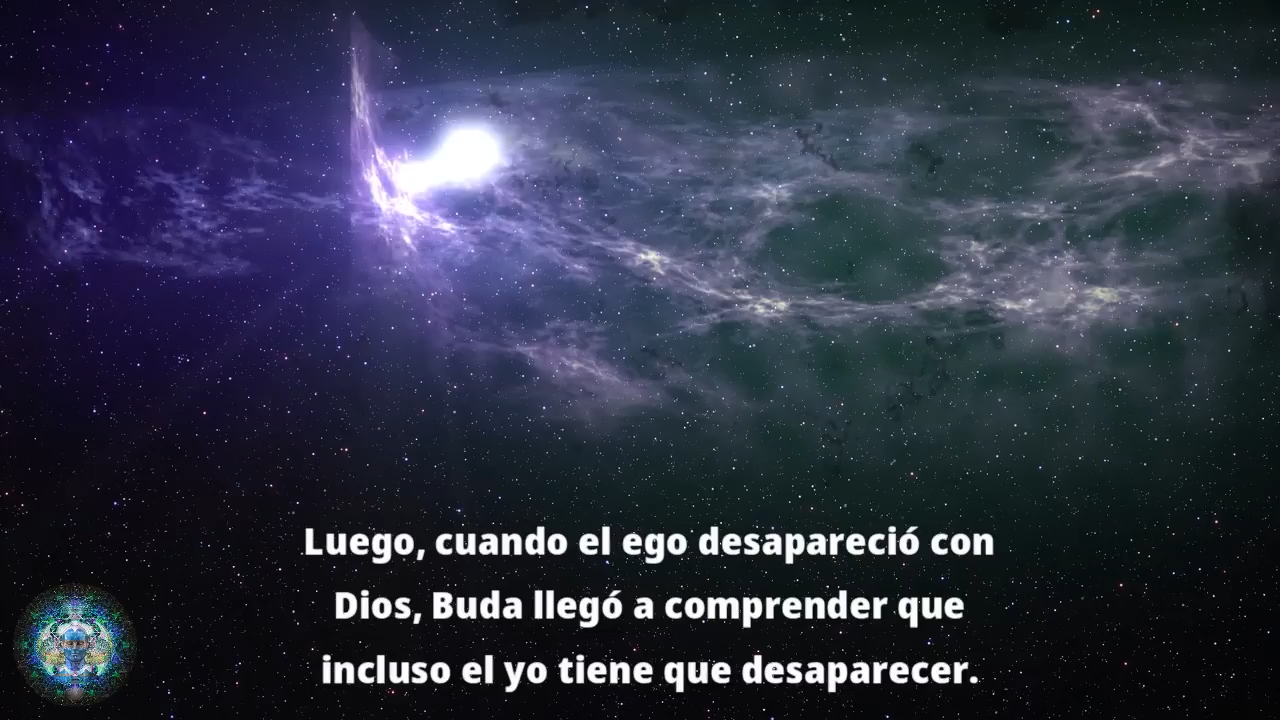 Luego, cuando el ego desapareció con
Dios, Buda llegó a comprender que
incluso el yo tiene que desaparecer.